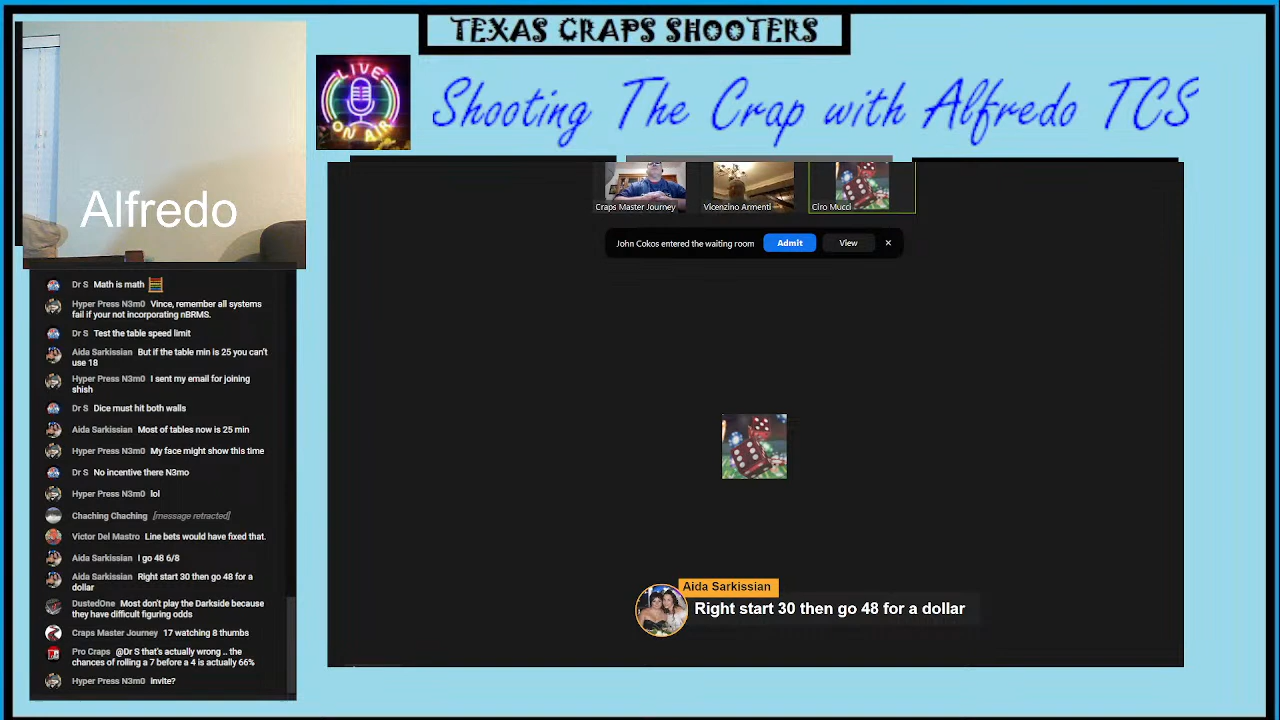 TEXAS CRAPS SHOOTERS
LIVE
ON AIR
Shooting The Crap with Alfredo TCS
Alfredo
Craps Master Journey
Vicenzino Armenti
Ciro Mucci
John Cokos entered the waiting room
Admit
View
Dr S Math is math
Hyper Press N3m0 Vince, remember all systems
fail if your not incorporating nBRMS.
Dr S Test the table speed limit
Aida Sarkissian But if the table min is 25 you can't
use 18
Hyper Press N3m0 I sent my email for joining
shish
Dr S Dice must hit both walls
Aida Sarkissian Most of tables now is 25 min
Hyper Press N3m0 My face might show this time
Dr S No incentive there N3mo
Hyper Press N3m0 lol
Chaching Chaching [message retracted]
Victor Del Mastro Line bets would have fixed that.
Aida Sarkissian I go 48 6/8
Aida Sarkissian Right start 30 then go 48 for a
dollar
DustedOne Most don't play the Darkside because
they have difficult figuring odds
Craps Master Journey 17 watching 8 thumbs
Pro Craps @Dr S that's actually wrong .. the
chances of rolling a 7 before a 4 is actually 66%
Hyper Press N3m0 invite?
Aida Sarkissian
Right start 30 then go 48 for a dollar